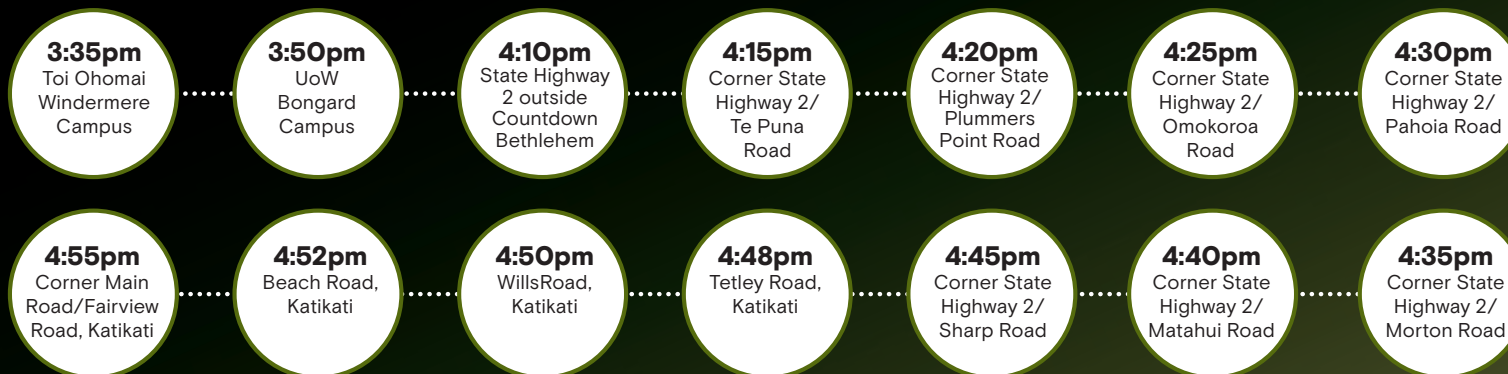 3:35pm
Toi Ohomai
Windermere
Campus
3:50pm
UoW
Bongard
Campus
4:10pm
State Highway
2 outside
Countdown
Bethlehem
4:15pm
Corner State
Highway 2/
Te Puna
Road
4:20pm
Corner State
Highway 2/
Plummers
Point Road
4:25pm
Corner State
Highway 2/
Omokoroa
Road
4:30pm
Corner State
Highway 2/
Pahoia Road
4:55pm
Corner Main
Road/Fairview
Road, Katikati
4:52pm
Beach Road,
Katikati
4:50pm
WillsRoad,
Katikati
4:48pm
Tetley Road,
Katikati
4:45pm
Corner State
Highway 2/
Sharp Road
4:40pm
Corner State
Highway 2/
Matahui Road
4:35pm
Corner State
Highway 2/
Morton Road